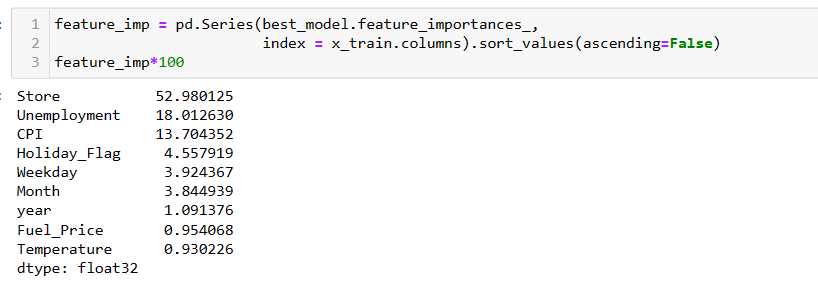 1 feature_imp = pd.Series(best_model.feature_importances_,
2 index = x_train.columns).sort_values(ascending=False)
3 feature_imp*100
Store 52.980125
Unemployment 18.012630
CPI 13.704352
Holiday_Flag 4.557919
Weekday 3.924367
Month 3.844939
year 1.091376
Fuel_Price 0.954068
Temperature 0.930226
dtype: float32